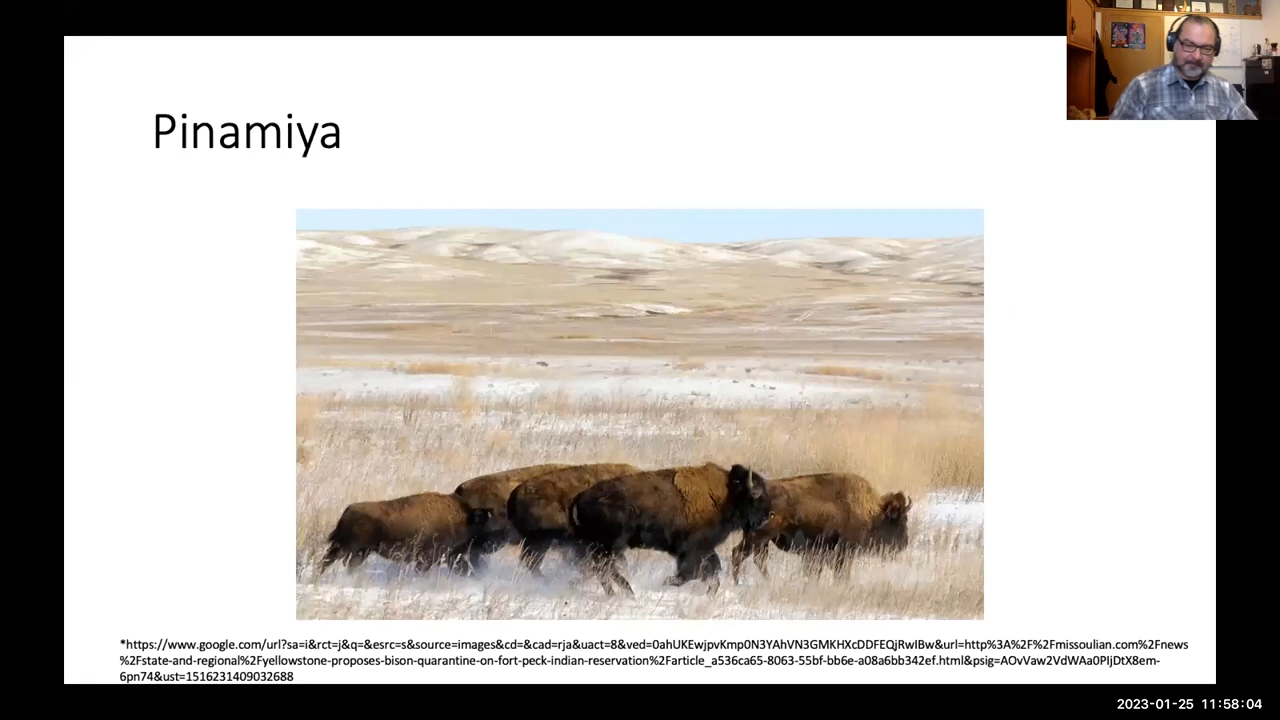 Pinamiya
*https://www.google.com/url?sa=i&rct=j&q=&esrc=s&source=images&cd=&cad=rja&uact=8&ved=0ahUKEwjpvKmp0N3YAhVN3GMKHXcDDFEQjRwIBw&url=http%3A%2F%2Fmissoulian.com%2Fnews
%2Fstate-and-regional%2Fyellowstone-proposes-bison-quarantine-on-fort-peck-indian-reservation%2Farticle_a536ca65-8063-55bf-bb6e-a08a6bb342ef.html&psig=AOvVaw2VdWAa0PIjDtX8em-
6pn74&ust=1516231409032688
2023-01-25 11:58:04